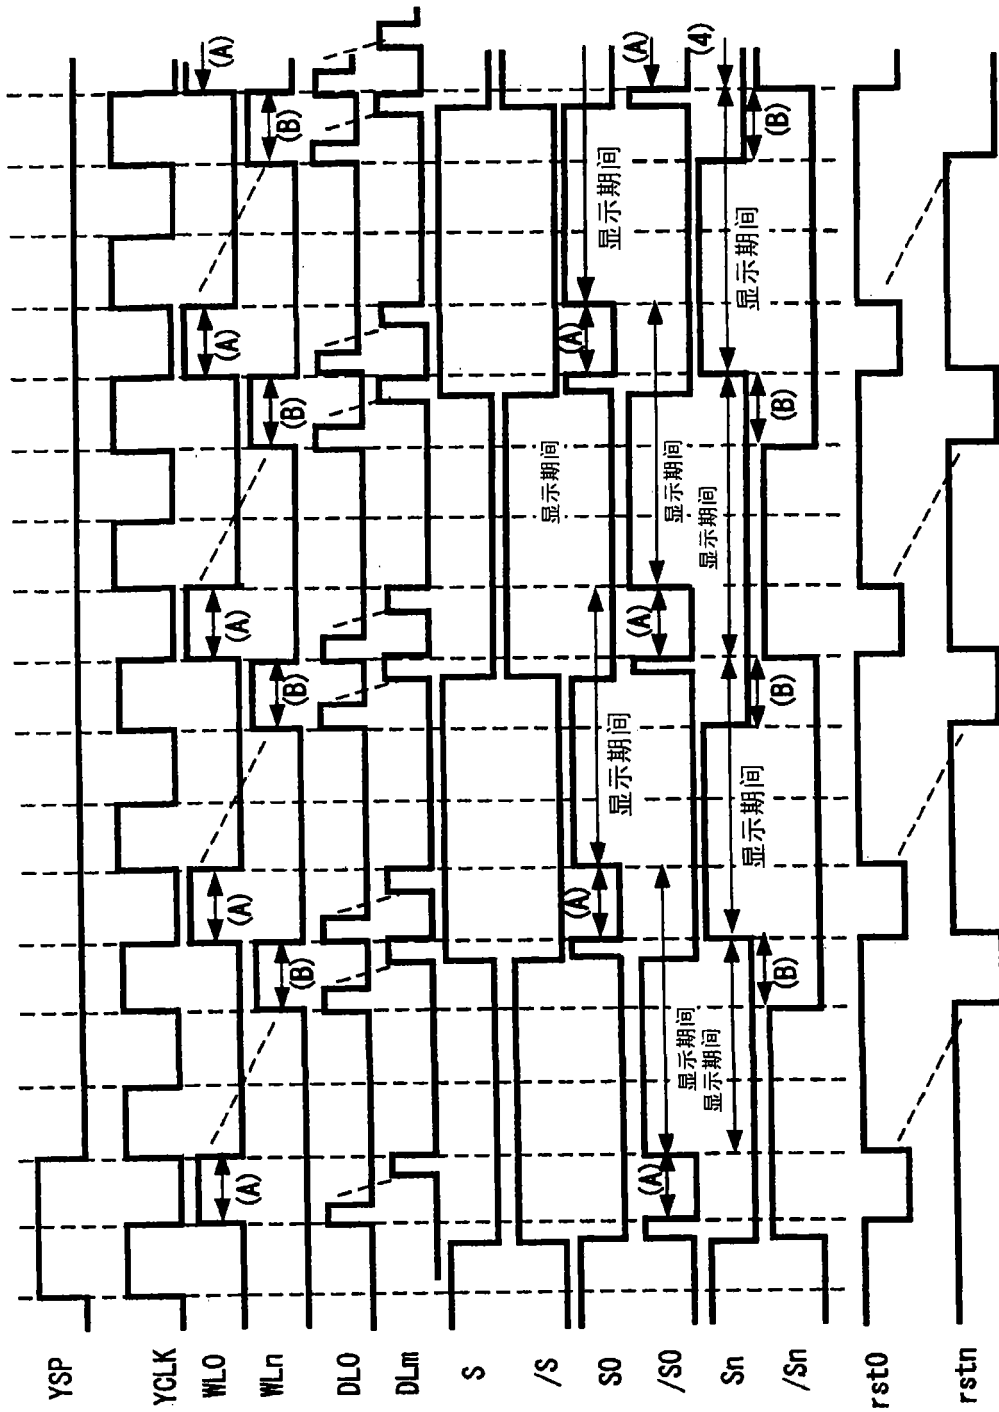 YSP
YCLK
WL0 (A) (A) (A) (A) (A)
WLn (B) (B) (B) (B)
DL0
DLm
S
/S 显示期间
S0 (A) 显示期间 (A) 显示期间
/S0 (A) 显示期间 (A) 显示期间 (A)
Sn 显示期间 显示期间 显示期间 显示期间 (4)
/Sn (B) (B) (B) (B)
rst0
rstn